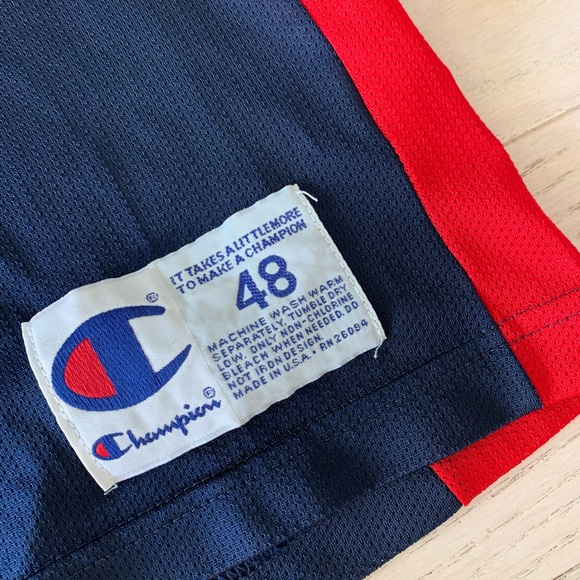 IT TAKES A LITTLE MORE
TO MAKE A CHAMPION
48
MACHINE WASH WARM
SEPARATELY, TUMBLE DRY
LOW. ONLY NON-CHLORINE
BLEACH WHEN NEEDED. DO
NOT IRON DESIGN.
MADE IN U.S.A. • RN 26094
®
C
Champion®